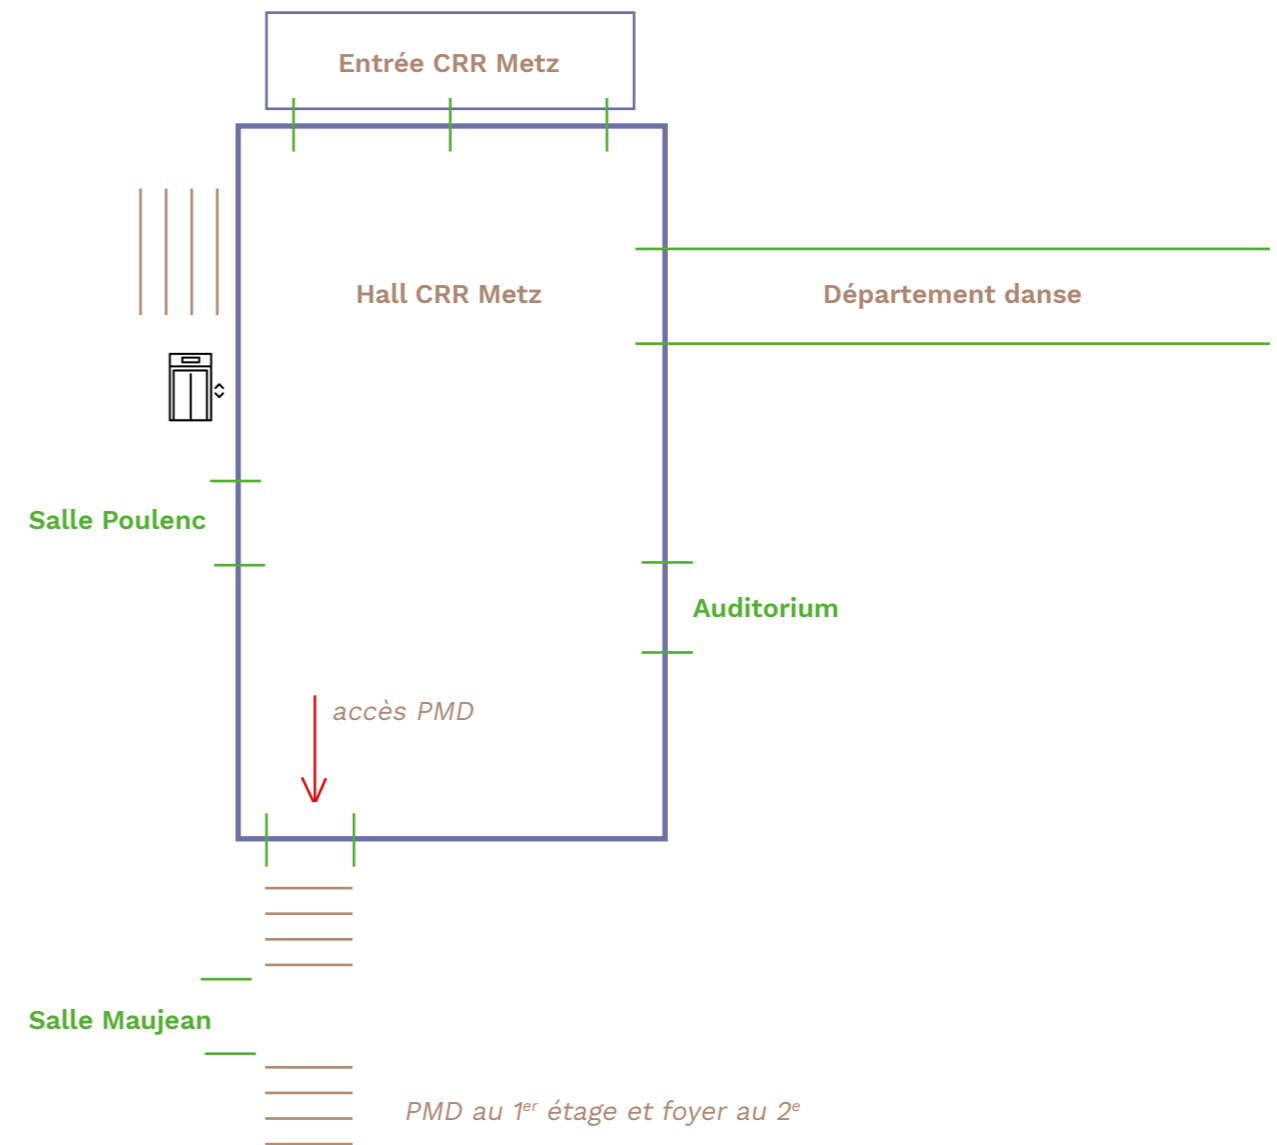 Entrée CRR Metz
Hall CRR Metz
Département danse
Salle Poulenc
Auditorium
accès PMD
Salle Maujean
PMD au 1er étage et foyer au 2e